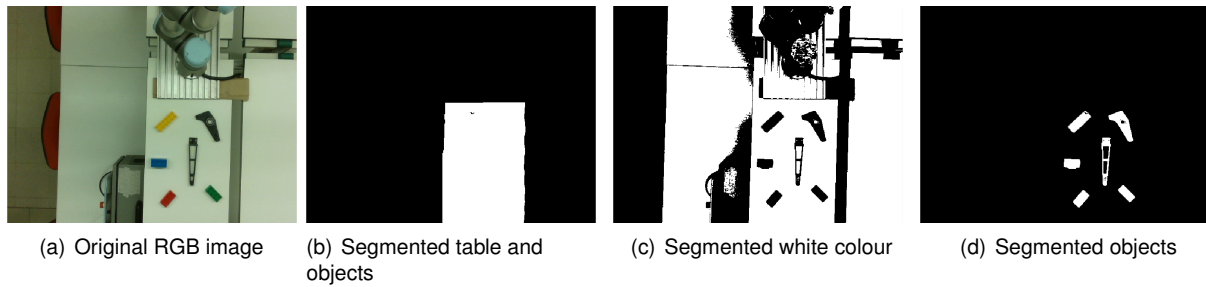 (a) Original RGB image
(b) Segmented table and
objects
(c) Segmented white colour
(d) Segmented objects